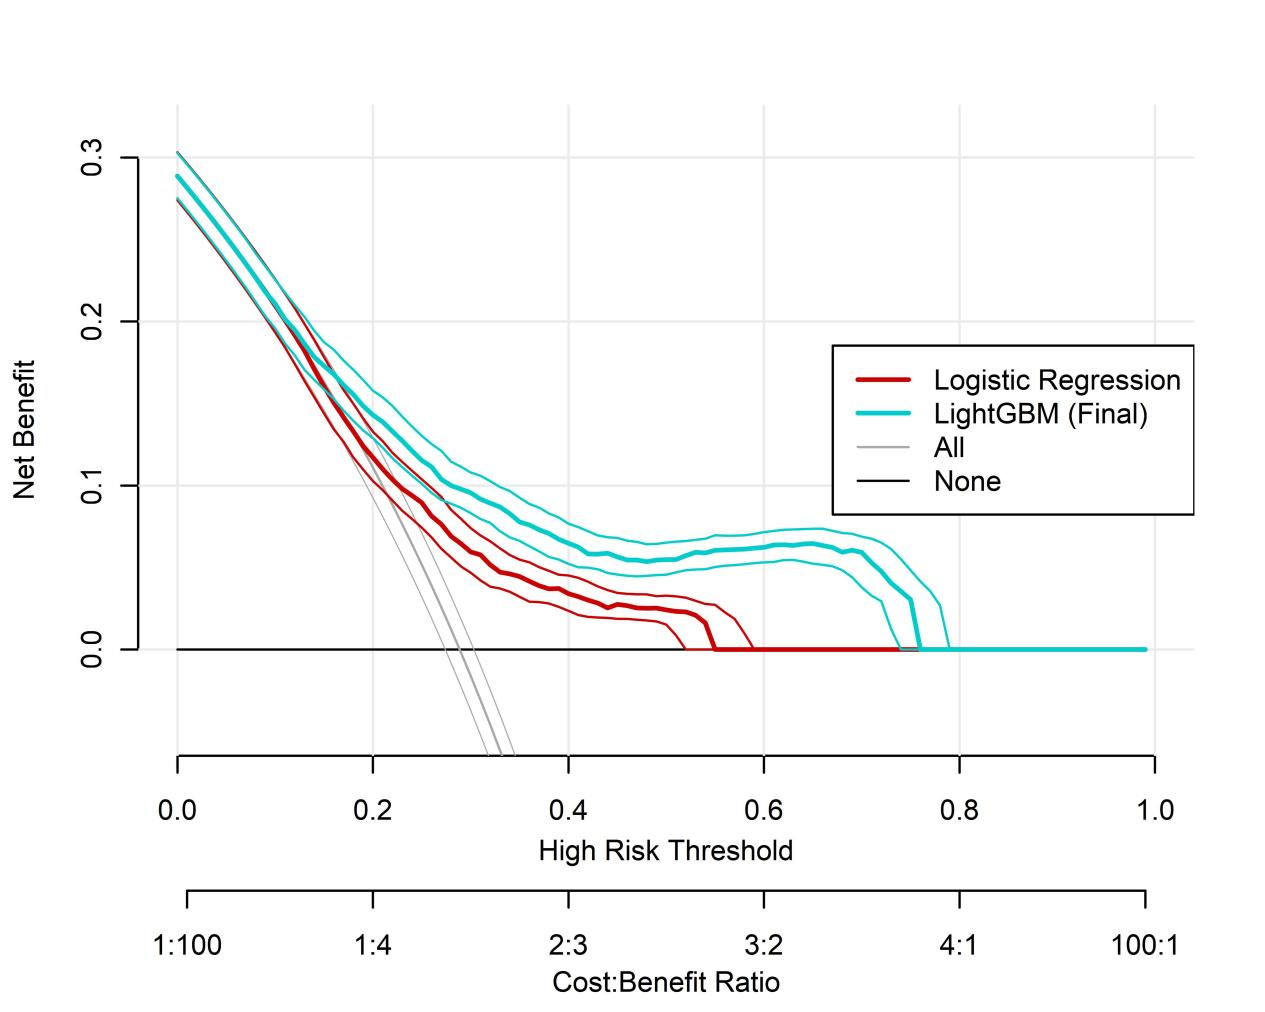 0.3
0.2
0.1
0.0
Net Benefit
Logistic Regression
LightGBM (Final)
All
None
0.0 0.2 0.4 0.6 0.8 1.0
High Risk Threshold
1:100 1:4 2:3 3:2 4:1 100:1
Cost:Benefit Ratio